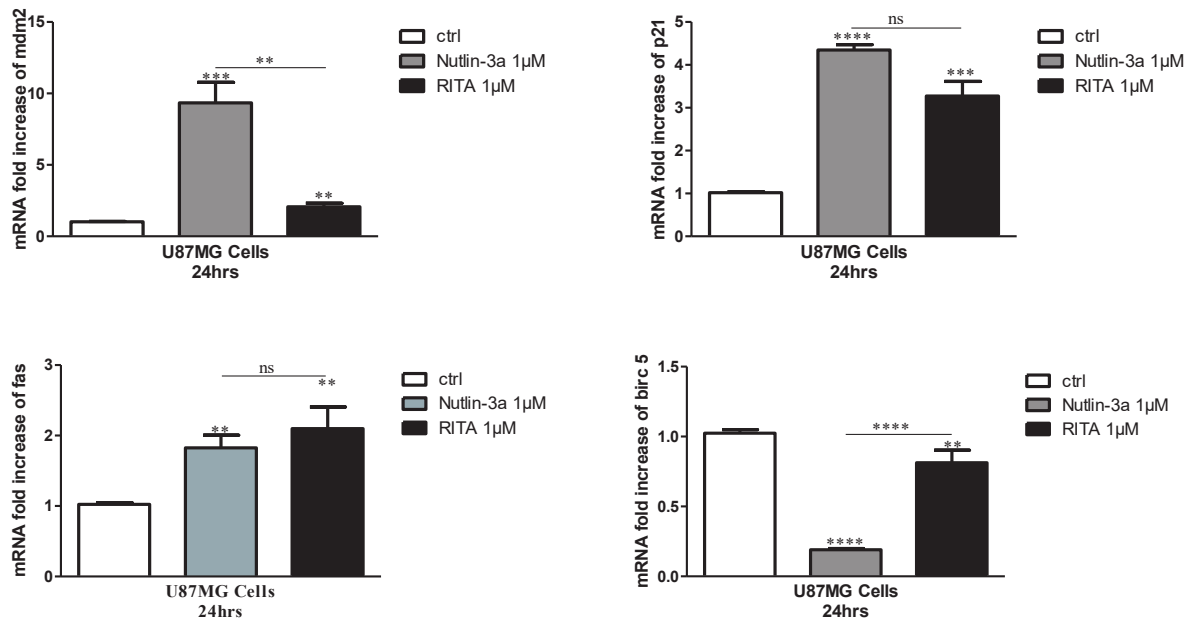 mRNA fold increase of mdm2
15
10
5
0
***
**
**
U87MG Cells
24hrs
ctrl
Nutlin-3a 1µM
RITA 1µM
mRNA fold increase of p21
5
4
3
2
1
0
ns
****
***
U87MG Cells
24hrs
ctrl
Nutlin-3a 1µM
RITA 1µM
mRNA fold increase of fas
3
2
1
0
ns
**
**
U87MG Cells
24hrs
ctrl
Nutlin-3a 1µM
RITA 1µM
mRNA fold increase of birc 5
1.5
1.0
0.5
0.0
****
**
****
U87MG Cells
24hrs
ctrl
Nutlin-3a 1µM
RITA 1µM